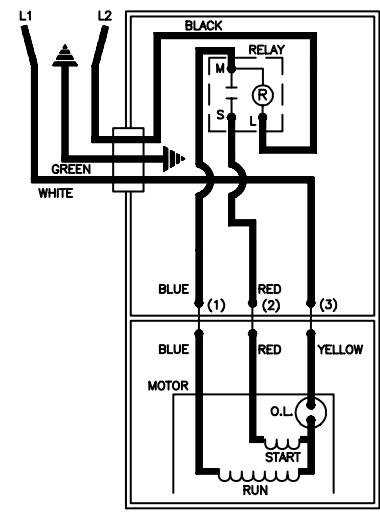 L1 L2
BLACK
RELAY
M
R
S L
GREEN
WHITE
BLUE RED
(1) (2) (3)
BLUE RED YELLOW
MOTOR
O.L.
START
RUN